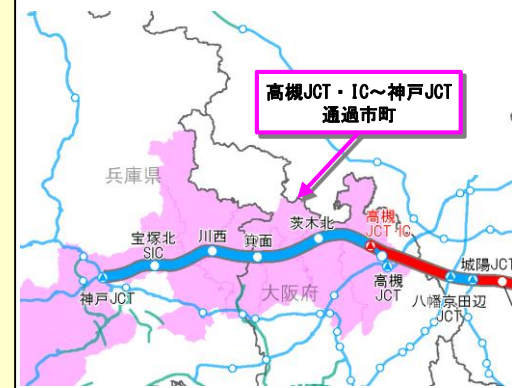 高槻JCT・IC～神戸JCT
通過市町
兵庫県
宝塚北
SIC
川西
箕面
茨木北
高槻
JCT・IC
神戸JCT
大阪府
高槻
JCT
城陽JCT
八幡京田辺
JCT